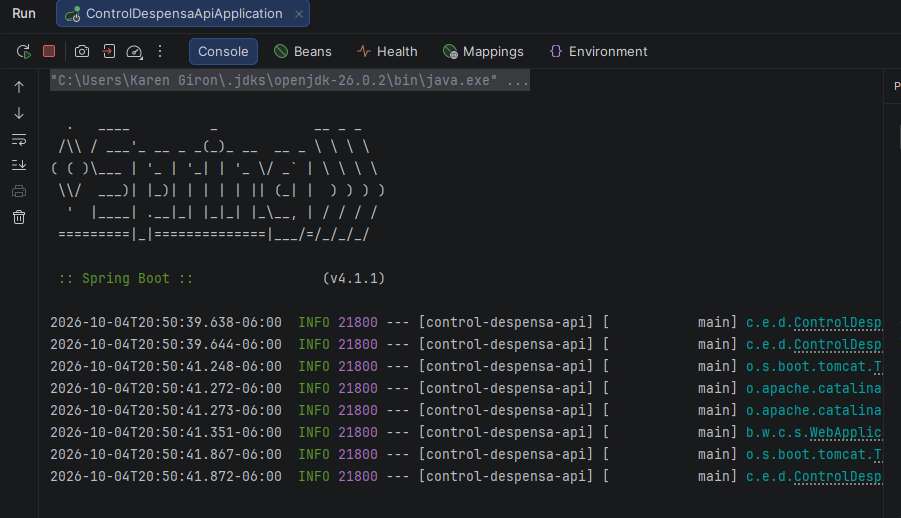 Run ControlDespensaApiApplication
Console Beans Health Mappings Environment
"C:\Users\Karen Giron\.jdks\openjdk-26.0.2\bin\java.exe" ...
  .   ____          _            __ _ _
 /\\ / ___'_ __ _ _(_)_ __  __ _ \ \ \ \
( ( )\___ | '_ | '_| | '_ \/ _` | \ \ \ \
 \\/  ___)| |_)| | | | | || (_| |  ) ) ) )
  '  |____| .__|_| |_|_| |_\__, | / / / /
 =========|_|==============|___/=/_/_/_/
 :: Spring Boot ::                (v4.1.1)
2026-10-04T20:50:39.638-06:00  INFO 21800 --- [control-despensa-api] [           main] c.e.d.ControlDesp
2026-10-04T20:50:39.644-06:00  INFO 21800 --- [control-despensa-api] [           main] c.e.d.ControlDesp
2026-10-04T20:50:41.248-06:00  INFO 21800 --- [control-despensa-api] [           main] o.s.boot.tomcat.T
2026-10-04T20:50:41.272-06:00  INFO 21800 --- [control-despensa-api] [           main] o.apache.catalina
2026-10-04T20:50:41.273-06:00  INFO 21800 --- [control-despensa-api] [           main] o.apache.catalina
2026-10-04T20:50:41.351-06:00  INFO 21800 --- [control-despensa-api] [           main] b.w.c.s.WebApplic
2026-10-04T20:50:41.867-06:00  INFO 21800 --- [control-despensa-api] [           main] o.s.boot.tomcat.T
2026-10-04T20:50:41.872-06:00  INFO 21800 --- [control-despensa-api] [           main] c.e.d.ControlDesp